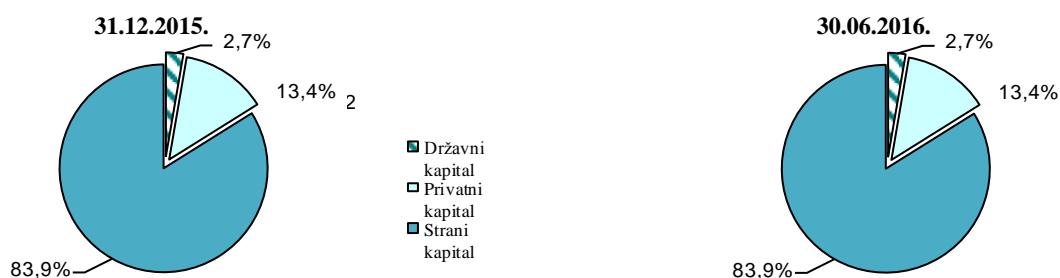 31.12.2015.
2,7%
13,4%
2
83,9%
Državni
kapital
Privatni
kapital
Strani
kapital
30.06.2016.
2,7%
13,4%
83,9%